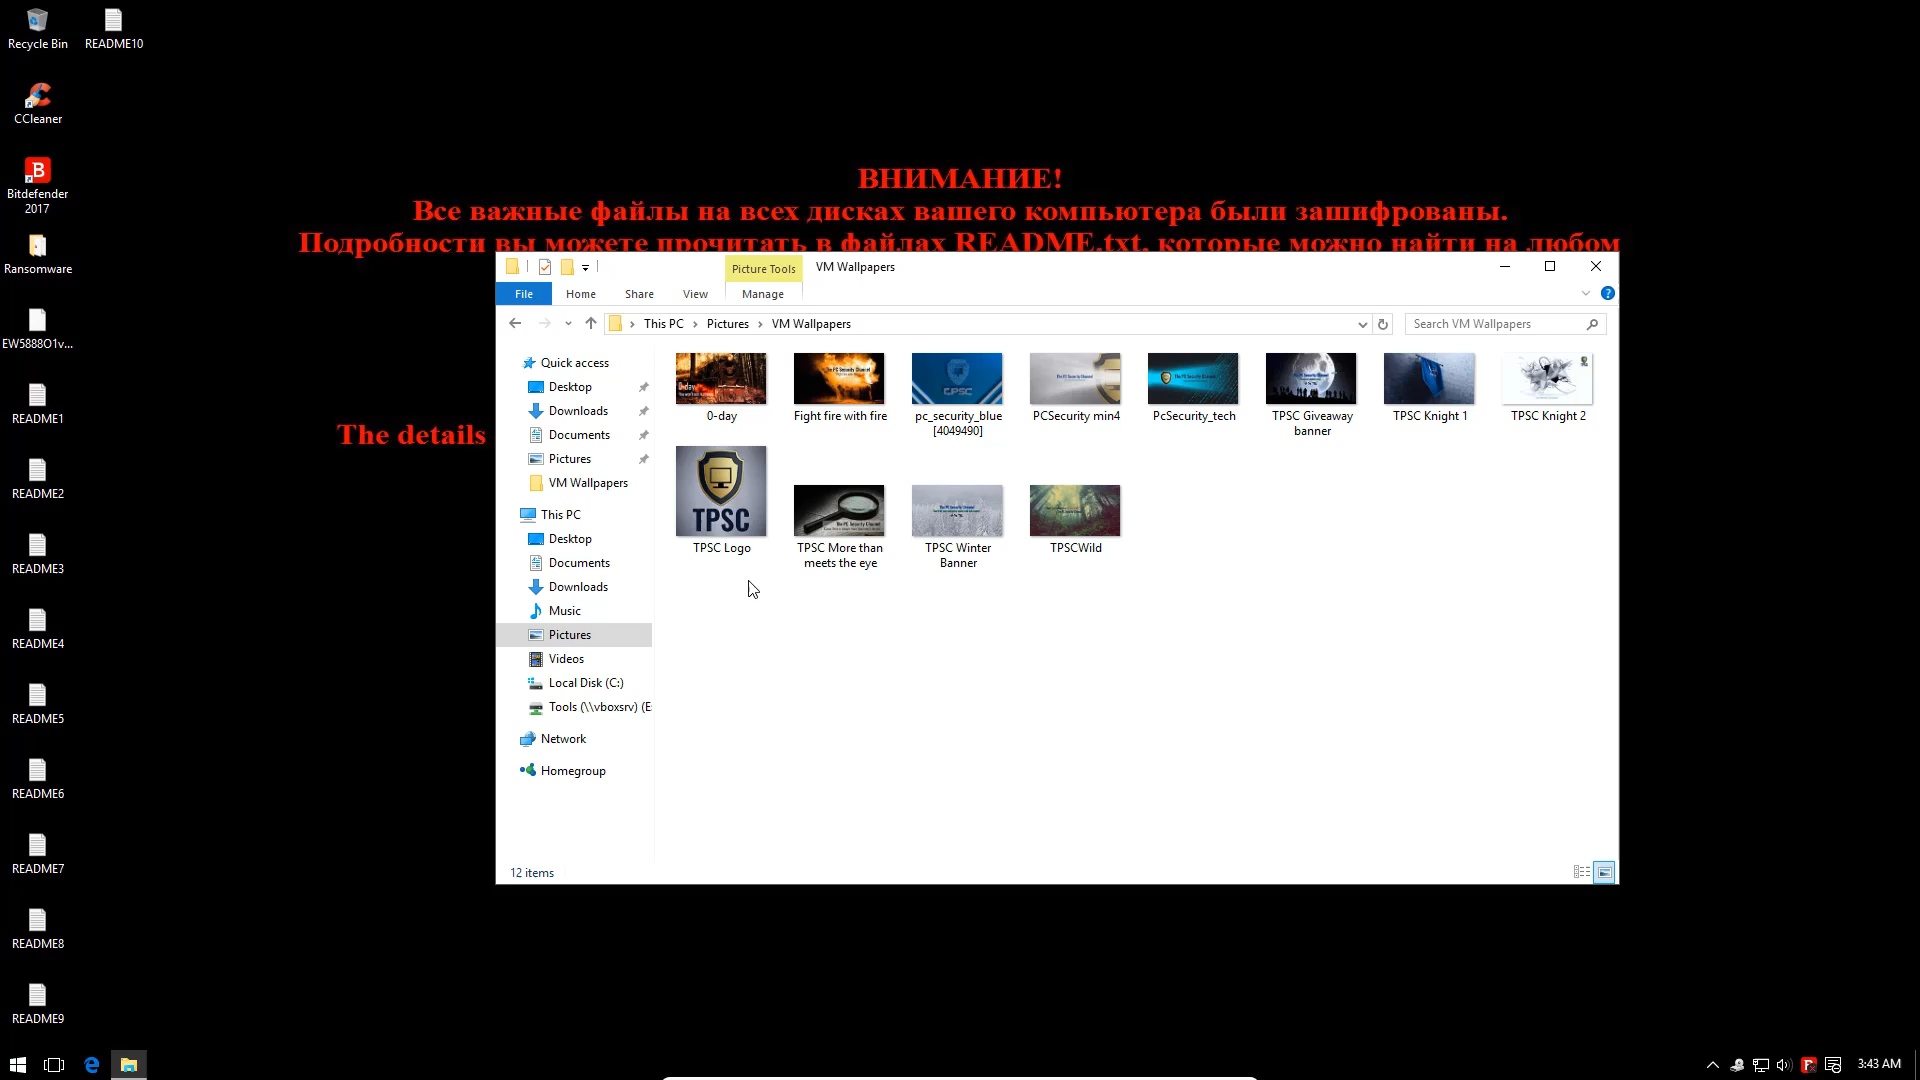 Recycle Bin
README10
CCleaner
Bitdefender
2017
Ransomware
EW5888O1v...
README1
README2
README3
README4
README5
README6
README7
README8
README9
ВНИМАНИЕ!
Все важные файлы на всех дисках вашего компьютера были зашифрованы.
Подробности вы можете прочитать в файлах README.txt, которые можно найти на любом
The details
Picture Tools
VM Wallpapers
File
Home
Share
View
Manage
This PC
Pictures
VM Wallpapers
Search VM Wallpapers
Quick access
Desktop
Downloads
Documents
Pictures
VM Wallpapers
This PC
Desktop
Documents
Downloads
Music
Pictures
Videos
Local Disk (C:)
Tools (\\vboxsrv) (E:
Network
Homegroup
0-day
Fight fire with fire
pc_security_blue
[4049490]
PCSecurity min4
PcSecurity_tech
TPSC Giveaway
banner
TPSC Knight 1
TPSC Knight 2
TPSC
TPSC Logo
TPSC More than
meets the eye
TPSC Winter
Banner
TPSCWild
12 items
3:43 AM